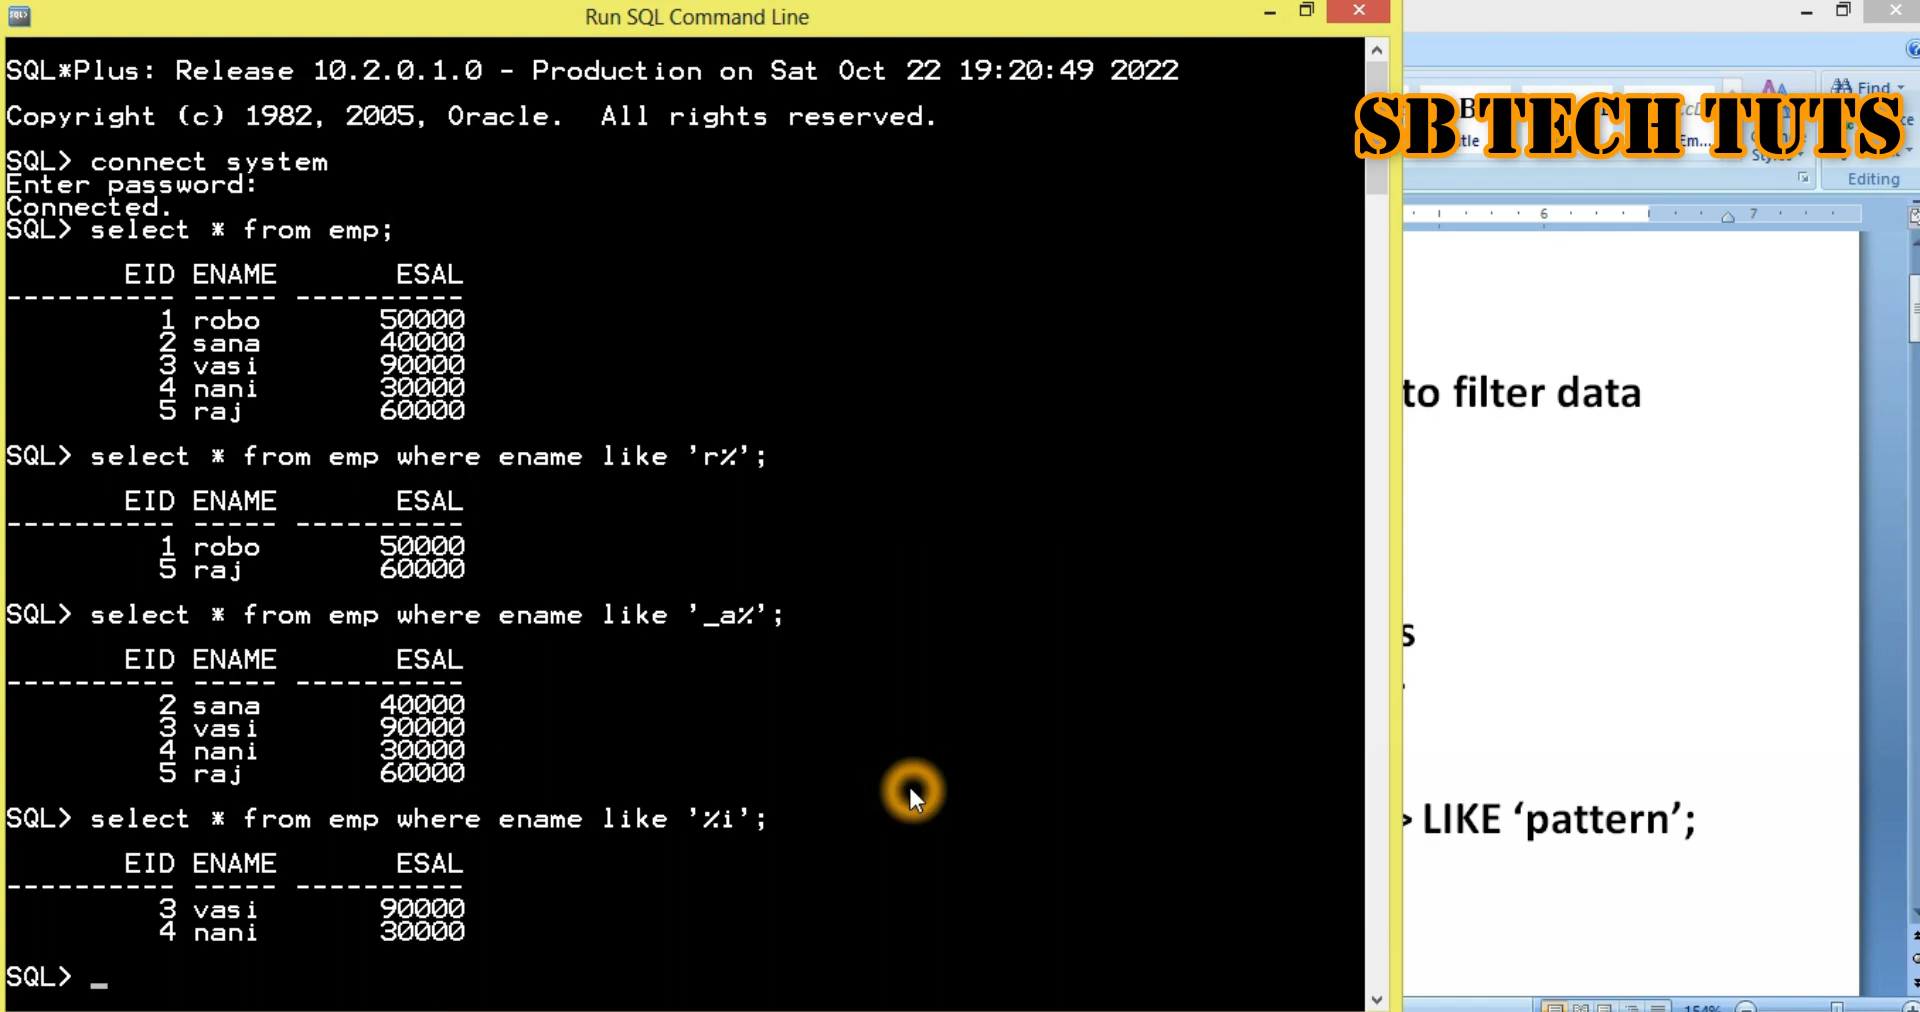 Run SQL Command Line
SQL*Plus: Release 10.2.0.1.0 - Production on Sat Oct 22 19:20:49 2022
Copyright (c) 1982, 2005, Oracle.  All rights reserved.
SQL> connect system
Enter password:
Connected.
SQL> select * from emp;
EID ENAME ESAL
---------- ----- ----------
1 robo 50000
2 sana 40000
3 vasi 90000
4 nani 30000
5 raj 60000
SQL> select * from emp where ename like 'r%';
EID ENAME ESAL
---------- ----- ----------
1 robo 50000
5 raj 60000
SQL> select * from emp where ename like '_a%';
EID ENAME ESAL
---------- ----- ----------
2 sana 40000
3 vasi 90000
4 nani 30000
5 raj 60000
SQL> select * from emp where ename like '%i';
EID ENAME ESAL
---------- ----- ----------
3 vasi 90000
4 nani 30000
SQL> _
Find
SB TECH TUTS
Em...
Editing
6 7
to filter data
s
> LIKE ‘pattern’;
154%